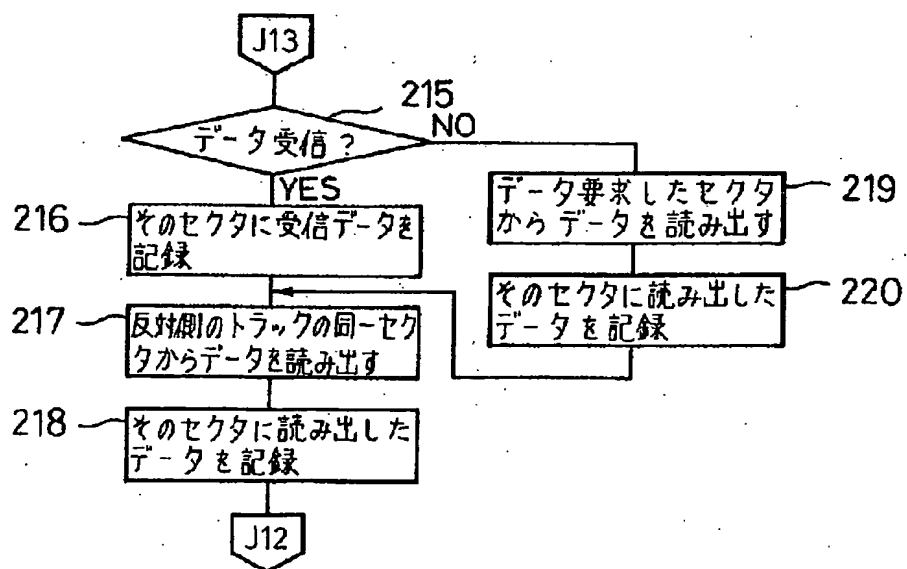 J13
215
データ受信?
NO
YES
216
そのセクタに受信データを
記録
データ要求したセクタ
からデータを読み出す
219
217
反対側のトラックの同一セク
タからデータを読み出す
そのセクタに読み出した
データを記録
220
218
そのセクタに読み出した
データを記録
J12